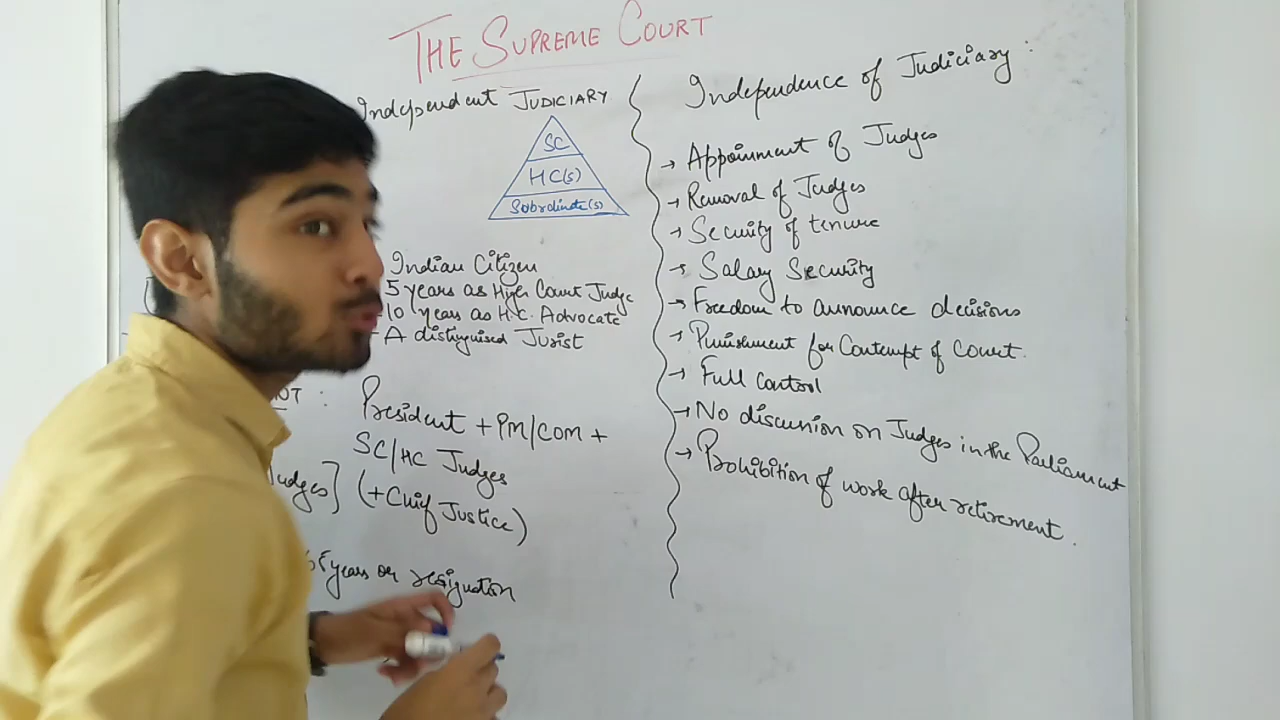 THE SUPREME COURT
Independent JUDICIARY
SC
HC(s)
Subordinate(s)
Indian Citizen
5 years as High Court Judge
10 years as H.C. Advocate
A distinguised Jurist
OT :
President + PM/COM +
SC/HC Judges
Judges] (+ Chief Justice)
65 years or resignation
Independence of Judiciary :
→ Appoinment of Judges
→ Removal of Judges
→ Security of tenure
→ Salary Security
→ Freedom to announce decisions
→ Punishment for Contempt of Court.
→ Full Control
→ No discussion on Judges in the Parliament
→ Prohibition of work after retirement.